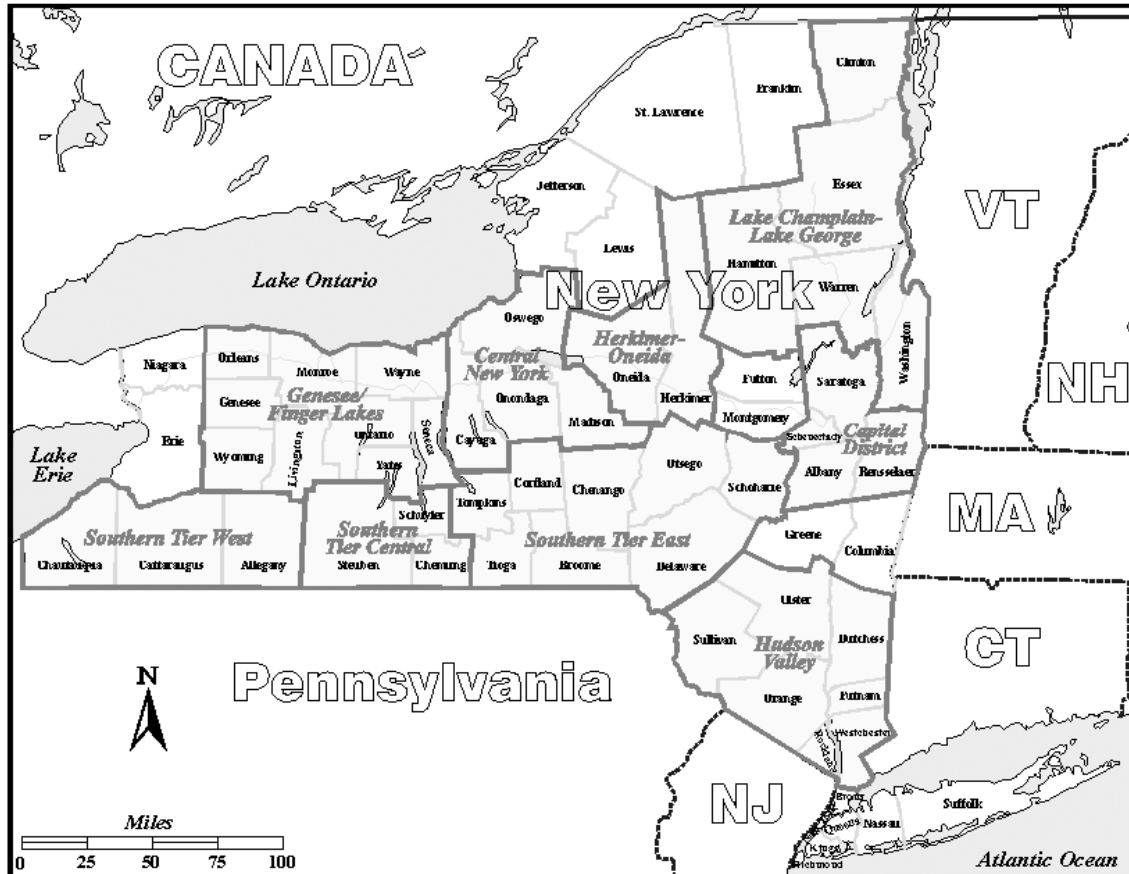 CANADA
Clinton
Franklin
St. Lawrence
Jefferson
Essex
VT
Lake Champlain-
Lake George
Lewis
Hamilton
Lake Ontario
New York
Warren
Oswego
Washington
Herkimer-
Oneida
Niagara
Orleans
Monroe
Wayne
Central
New York
Oneida
Fulton
Saratoga
NH
Genesee
Genesee/
Finger Lakes
Onondaga
Herkimer
Madison
Montgomery
Ontario
Seneca
Cayuga
Schenectady
Capital
District
Erie
Lake
Erie
Wyoming
Livingston
Yates
Otsego
Albany
Rensselaer
Cortland
Chenango
Schoharie
Tompkins
Schuyler
MA
Southern Tier West
Southern
Tier Central
Southern Tier East
Greene
Columbia
Chautauqua
Cattaraugus
Allegany
Steuben
Chemung
Tioga
Broome
Delaware
Ulster
Sullivan
Hudson
Valley
Dutchess
CT
Pennsylvania
N
Orange
Putnam
Rockland
Westchester
NJ
Bronx
Suffolk
Queens
Nassau
Kings
Richmond
Miles
0 25 50 75 100
Atlantic Ocean